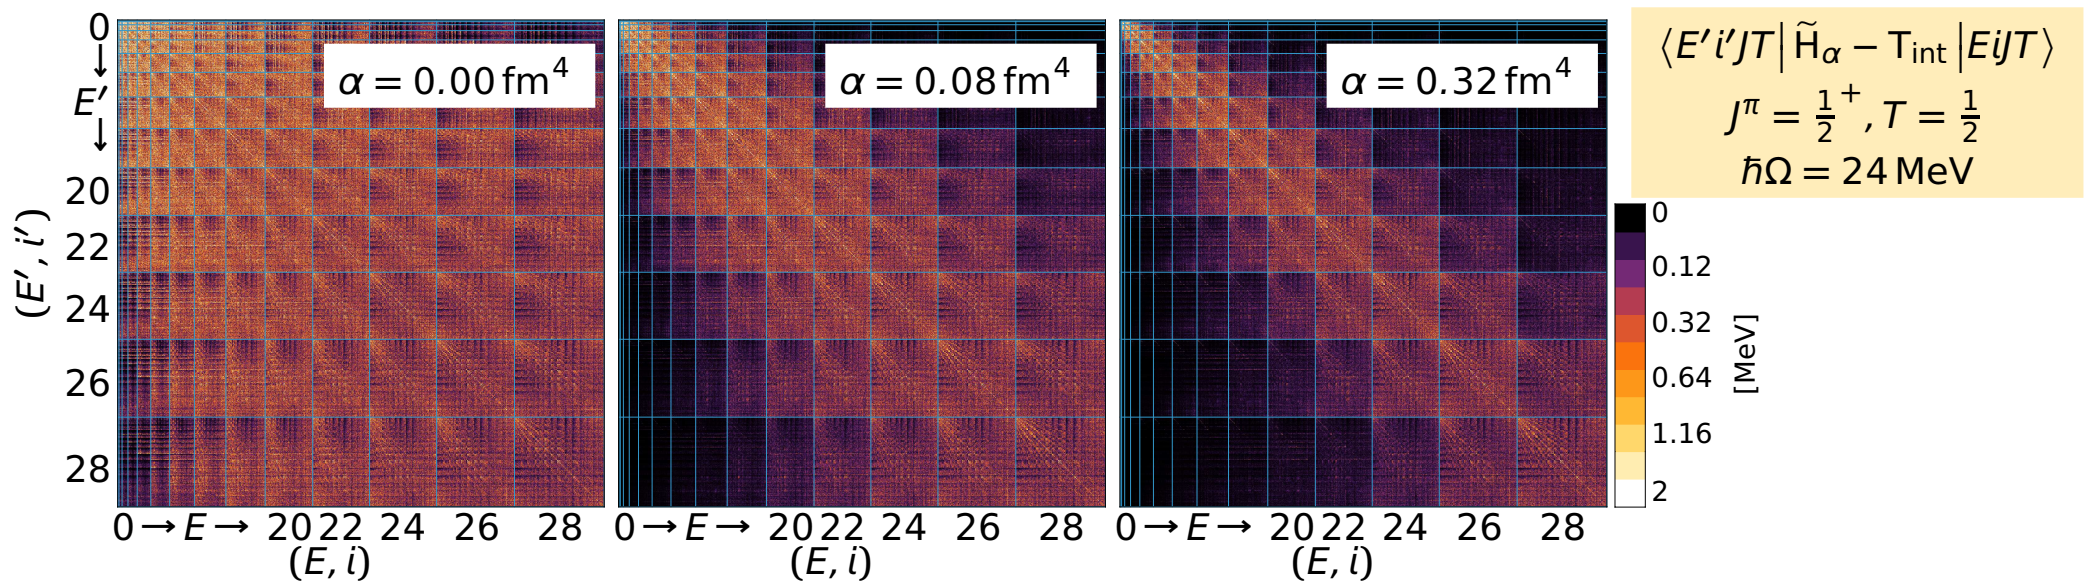 0
↓
E′
↓
20
22
24
26
28
(E′, i′)
α = 0.00 fm⁴
0 → E → 20 22 24 26 28
(E, i)
α = 0.08 fm⁴
0 → E → 20 22 24 26 28
(E, i)
α = 0.32 fm⁴
0 → E → 20 22 24 26 28
(E, i)
⟨E′i′JT| H̃α − Tint |EiJT⟩
Jπ = 1/2⁺, T = 1/2
ħΩ = 24 MeV
0
0.12
0.32
0.64
1.16
2
[MeV]